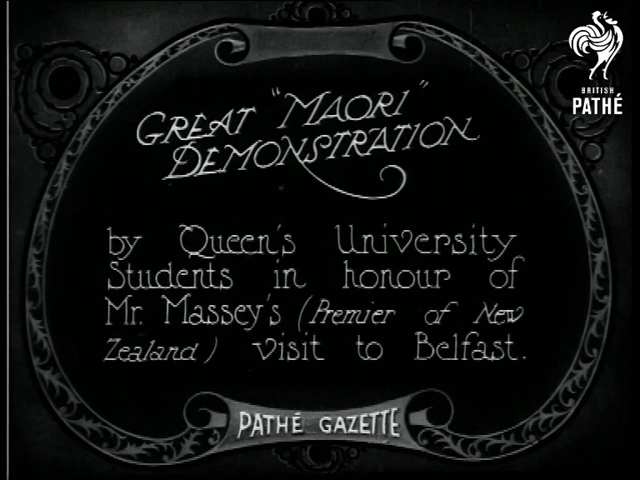 BRITISH
PATHÉ
GREAT "MAORI"
DEMONSTRATION
by Queen's University
Students in honour of
Mr. Massey's (Premier of New
Zealand) visit to Belfast.
PATHÉ GAZETTE